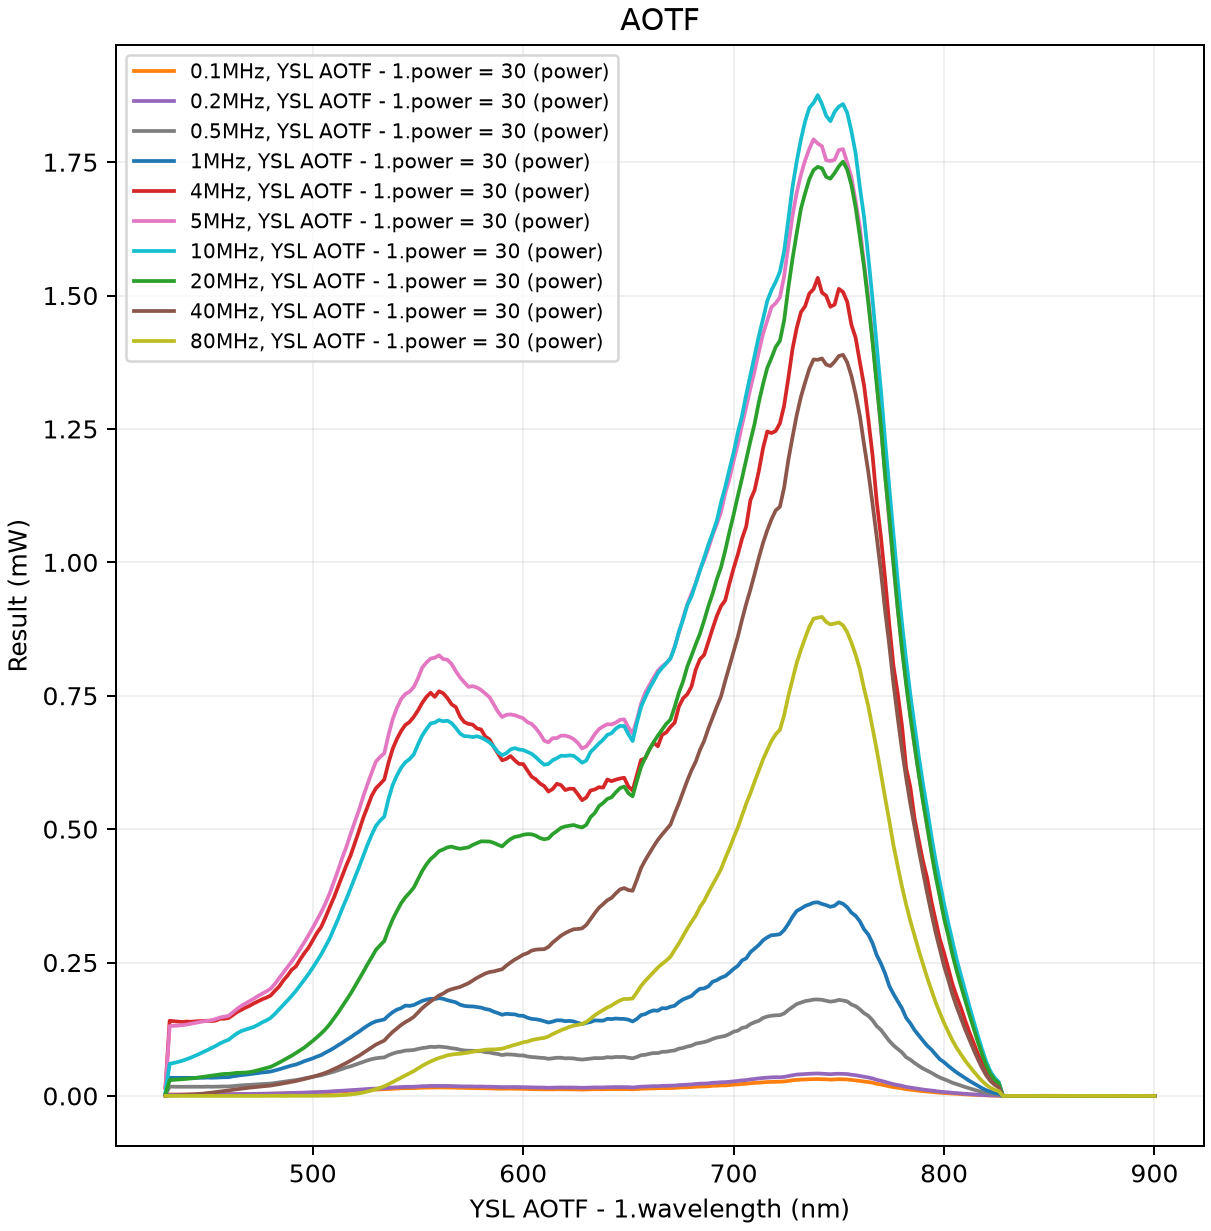 AOTF
0.1MHz, YSL AOTF - 1.power = 30 (power)
0.2MHz, YSL AOTF - 1.power = 30 (power)
0.5MHz, YSL AOTF - 1.power = 30 (power)
1MHz, YSL AOTF - 1.power = 30 (power)
4MHz, YSL AOTF - 1.power = 30 (power)
5MHz, YSL AOTF - 1.power = 30 (power)
10MHz, YSL AOTF - 1.power = 30 (power)
20MHz, YSL AOTF - 1.power = 30 (power)
40MHz, YSL AOTF - 1.power = 30 (power)
80MHz, YSL AOTF - 1.power = 30 (power)
1.75
1.50
1.25
1.00
0.75
0.50
0.25
0.00
Result (mW)
500 600 700 800 900
YSL AOTF - 1.wavelength (nm)